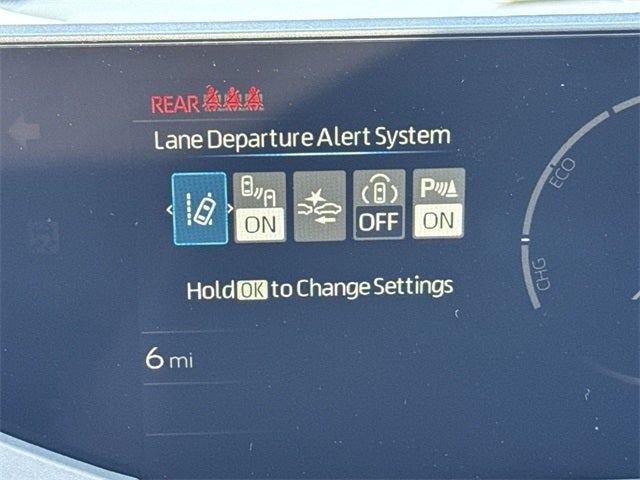 REAR
Lane Departure Alert System
ON
OFF
P ON
Hold OK to Change Settings
6 mi
ECO
CHG